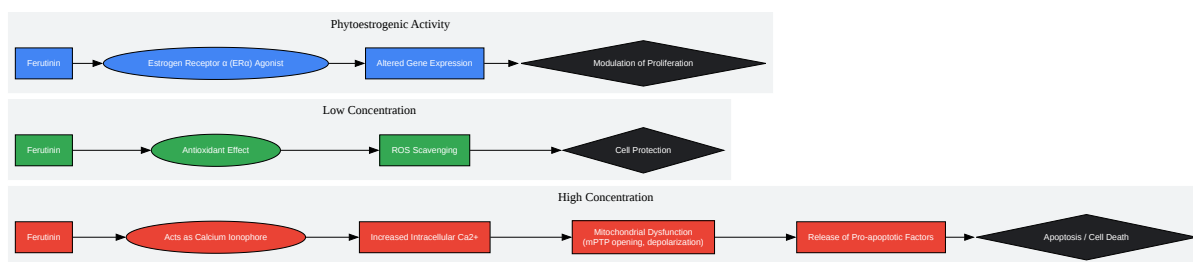 Phytoestrogenic Activity
Ferutinin
Estrogen Receptor α (ERα) Agonist
Altered Gene Expression
Modulation of Proliferation
Low Concentration
Ferutinin
Antioxidant Effect
ROS Scavenging
Cell Protection
High Concentration
Ferutinin
Acts as Calcium Ionophore
Increased Intracellular Ca2+
Mitochondrial Dysfunction
(mPTP opening, depolarization)
Release of Pro-apoptotic Factors
Apoptosis / Cell Death